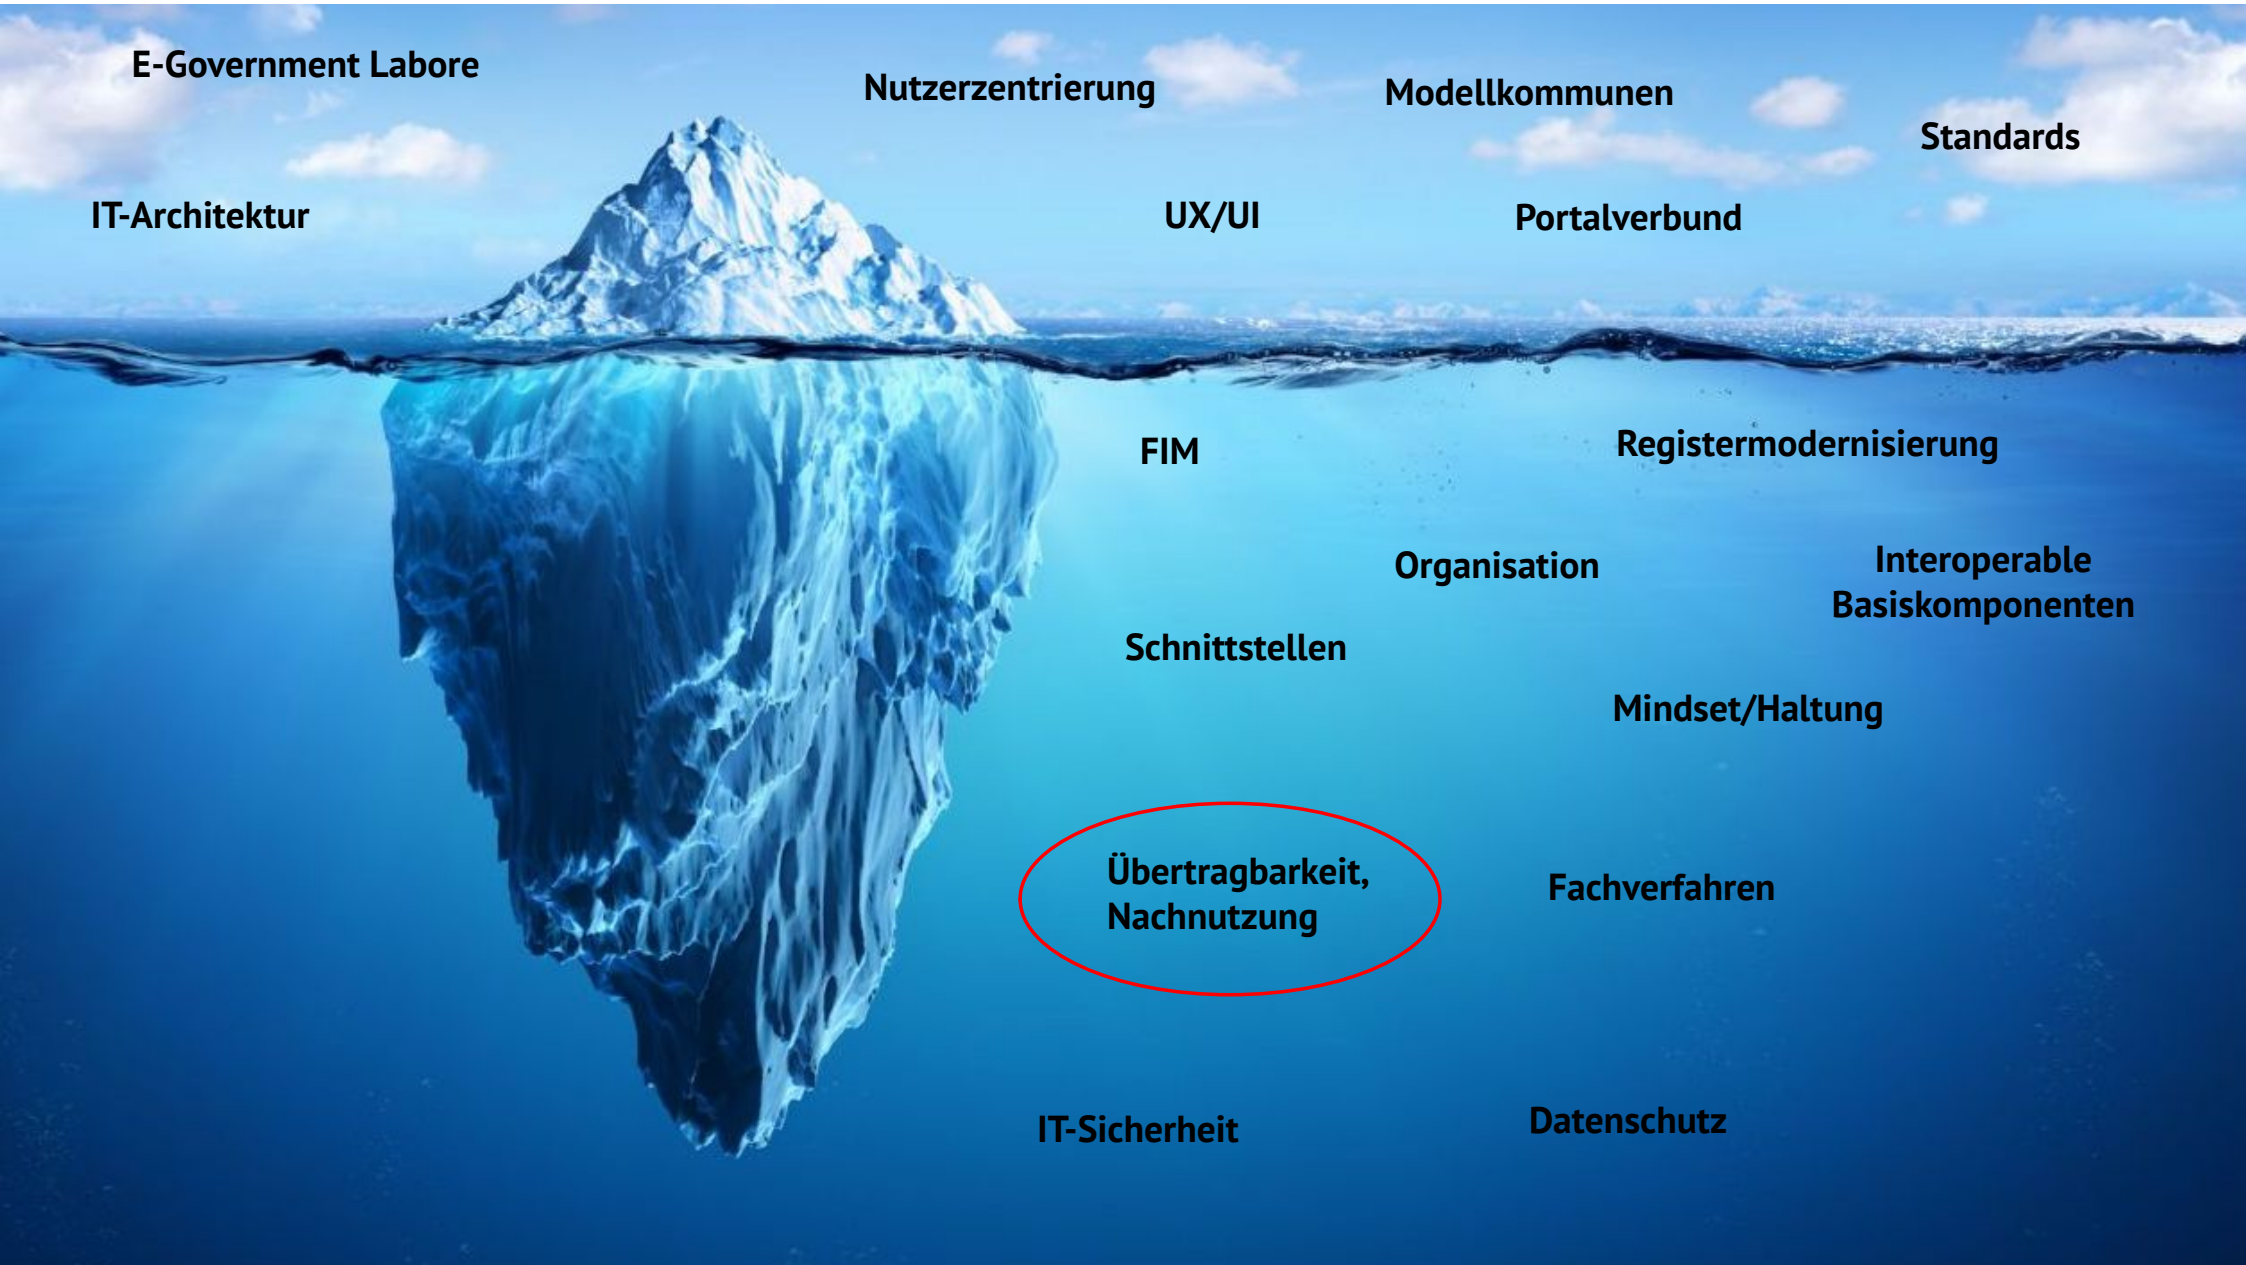 E-Government Labore
Nutzerzentrierung
Modellkommunen
Standards
IT-Architektur
UX/UI
Portalverbund
FIM
Registermodernisierung
Organisation
Interoperable
Basiskomponenten
Schnittstellen
Mindset/Haltung
Übertragbarkeit,
Nachnutzung
Fachverfahren
IT-Sicherheit
Datenschutz